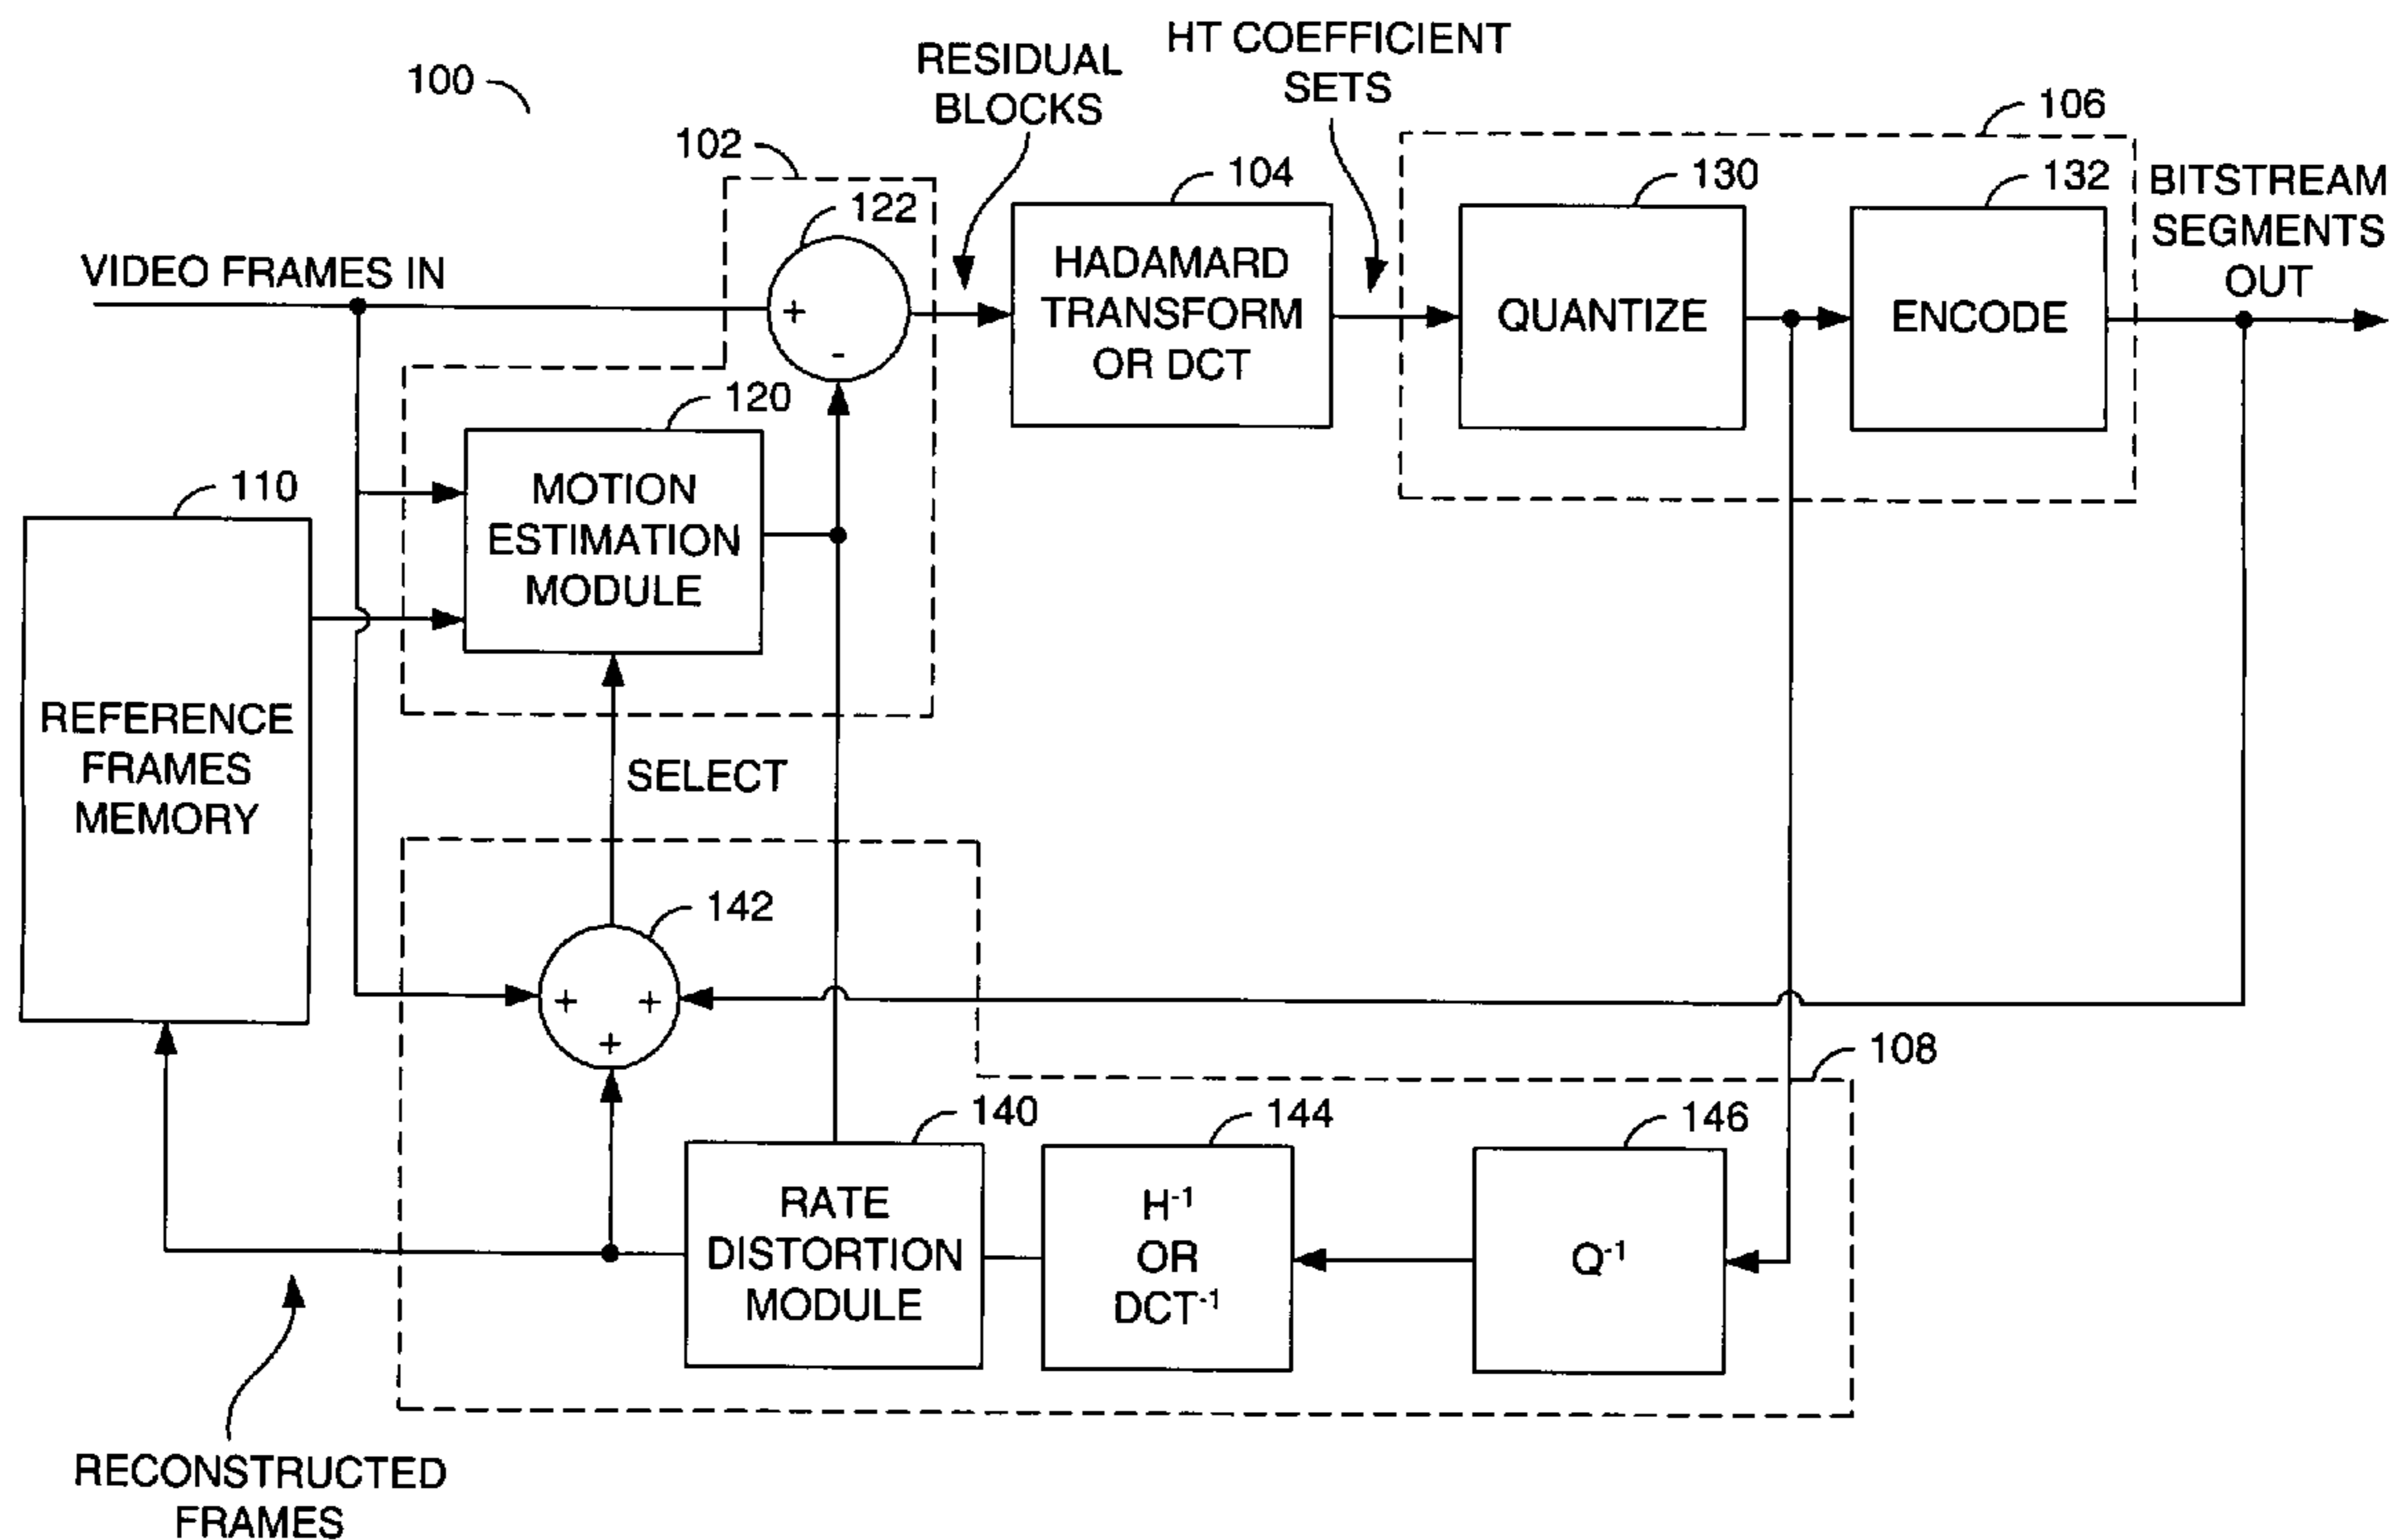 100
RESIDUAL
BLOCKS
HT COEFFICIENT
SETS
102
122
104
106
130
132
BITSTREAM
SEGMENTS
OUT
VIDEO FRAMES IN
+
-
HADAMARD
TRANSFORM
OR DCT
QUANTIZE
ENCODE
120
MOTION
ESTIMATION
MODULE
110
REFERENCE
FRAMES
MEMORY
SELECT
142
+ +
+
108
140
RATE
DISTORTION
MODULE
144
H-1
OR
DCT-1
146
Q-1
RECONSTRUCTED
FRAMES